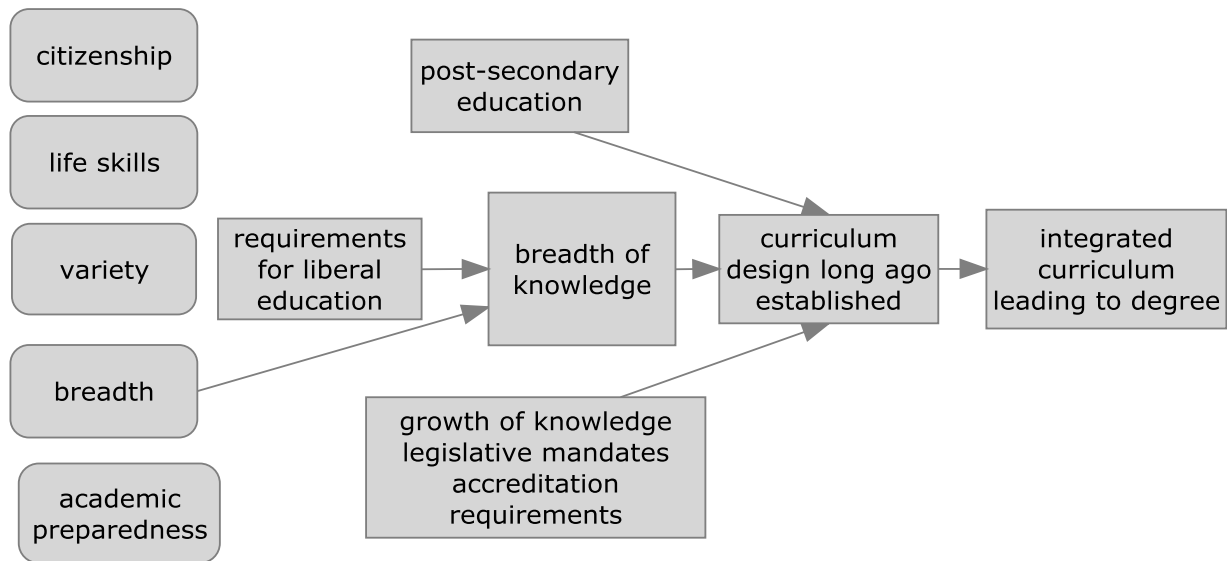 citizenship
life skills
variety
breadth
academic
preparedness
requirements
for liberal
education
post-secondary
education
breadth of
knowledge
growth of knowledge
legislative mandates
accreditation
requirements
curriculum
design long ago
established
integrated
curriculum
leading to degree